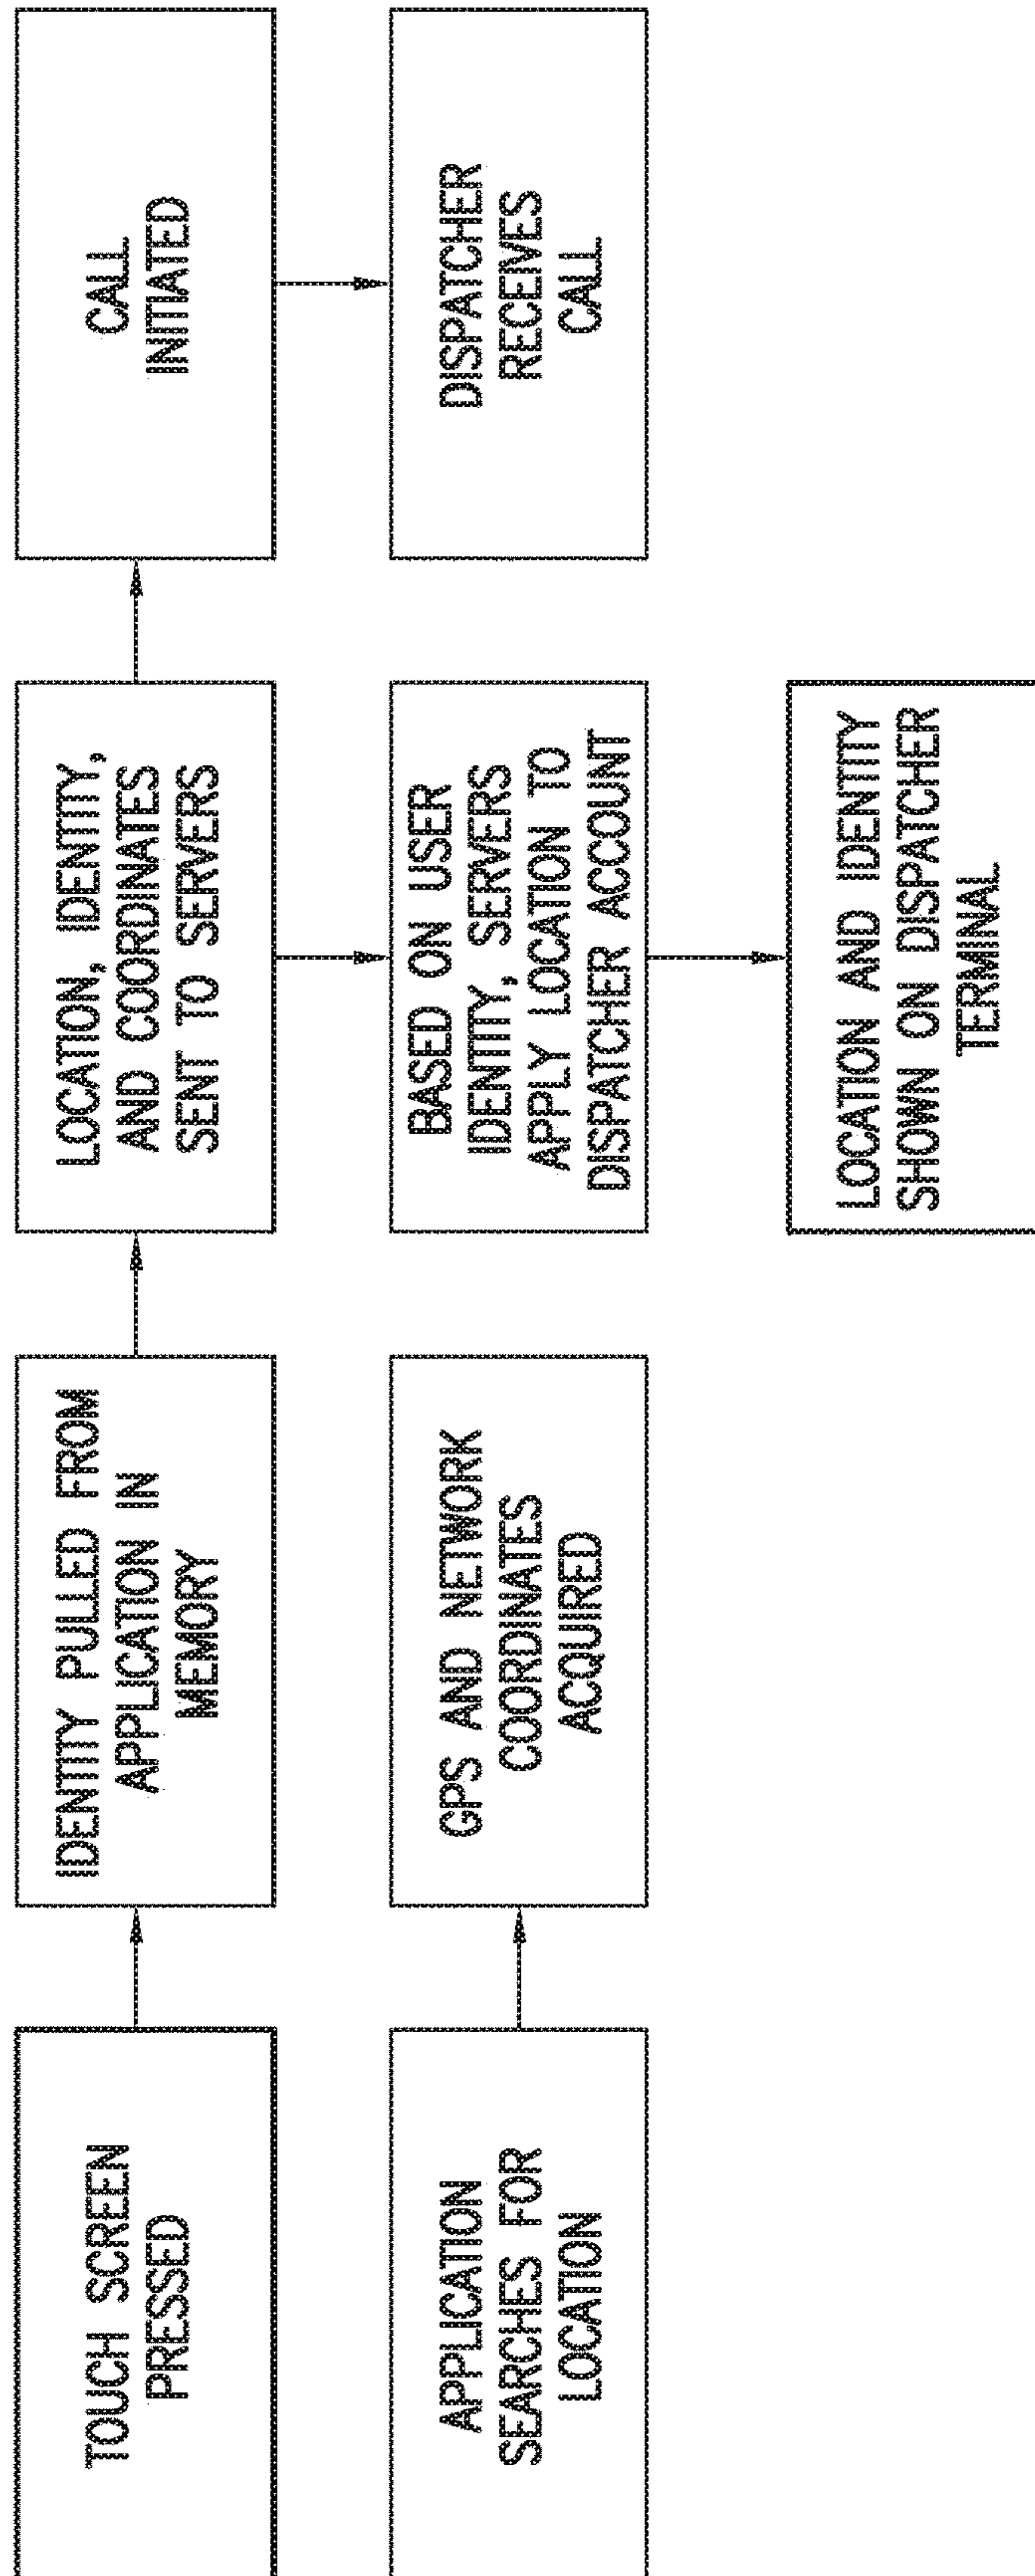 TOUCH SCREEN
PRESSED
IDENTITY PULLED FROM
APPLICATION IN
MEMORY
LOCATION, IDENTITY,
AND COORDINATES
SENT TO SERVERS
CALL
INITIATED
APPLICATION
SEARCHES FOR
LOCATION
GPS AND NETWORK
COORDINATES
ACQUIRED
BASED ON USER
IDENTITY, SERVERS
APPLY LOCATION TO
DISPATCHER ACCOUNT
DISPATCHER
RECEIVES
CALL
LOCATION AND IDENTITY
SHOWN ON DISPATCHER
TERMINAL